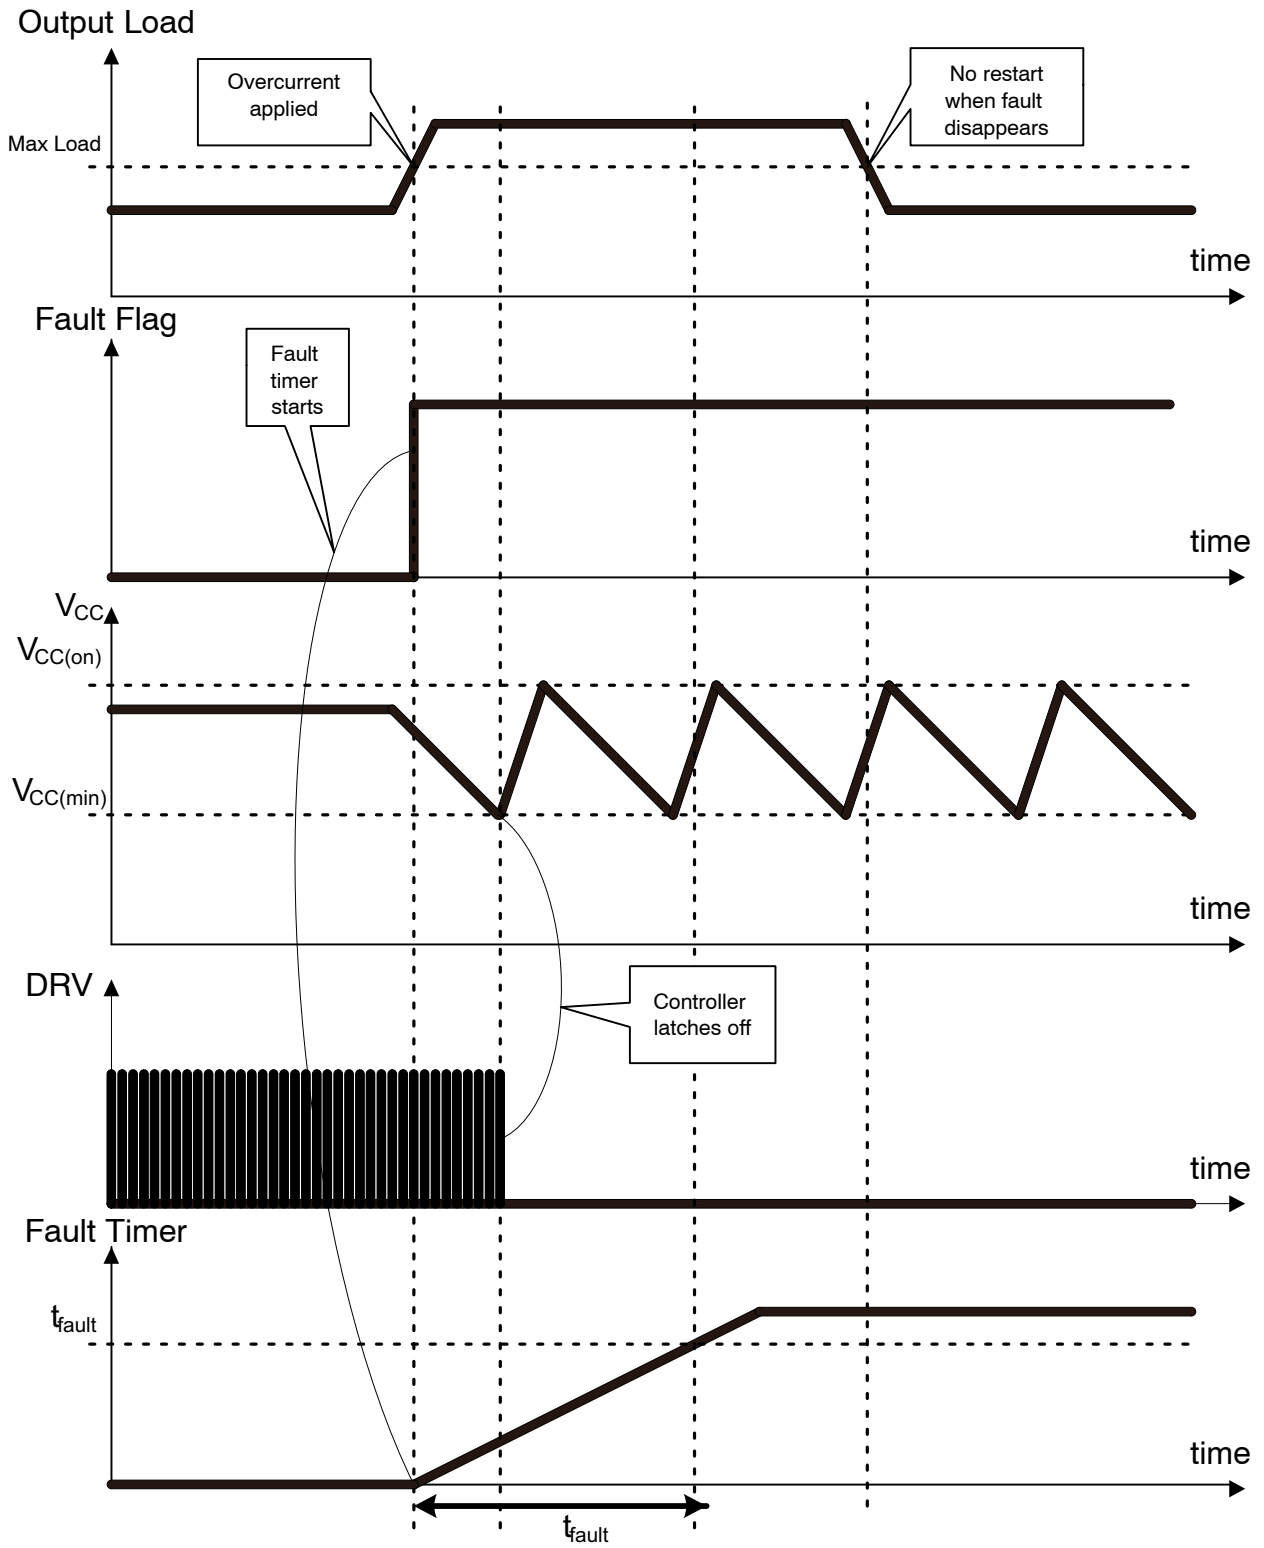 Output Load
Overcurrent
applied
No restart
when fault
disappears
Max Load
time
Fault Flag
Fault
timer
starts
time
VCC
VCC(on)
VCC(min)
time
DRV
Controller
latches off
time
Fault Timer
tfault
time
tfault